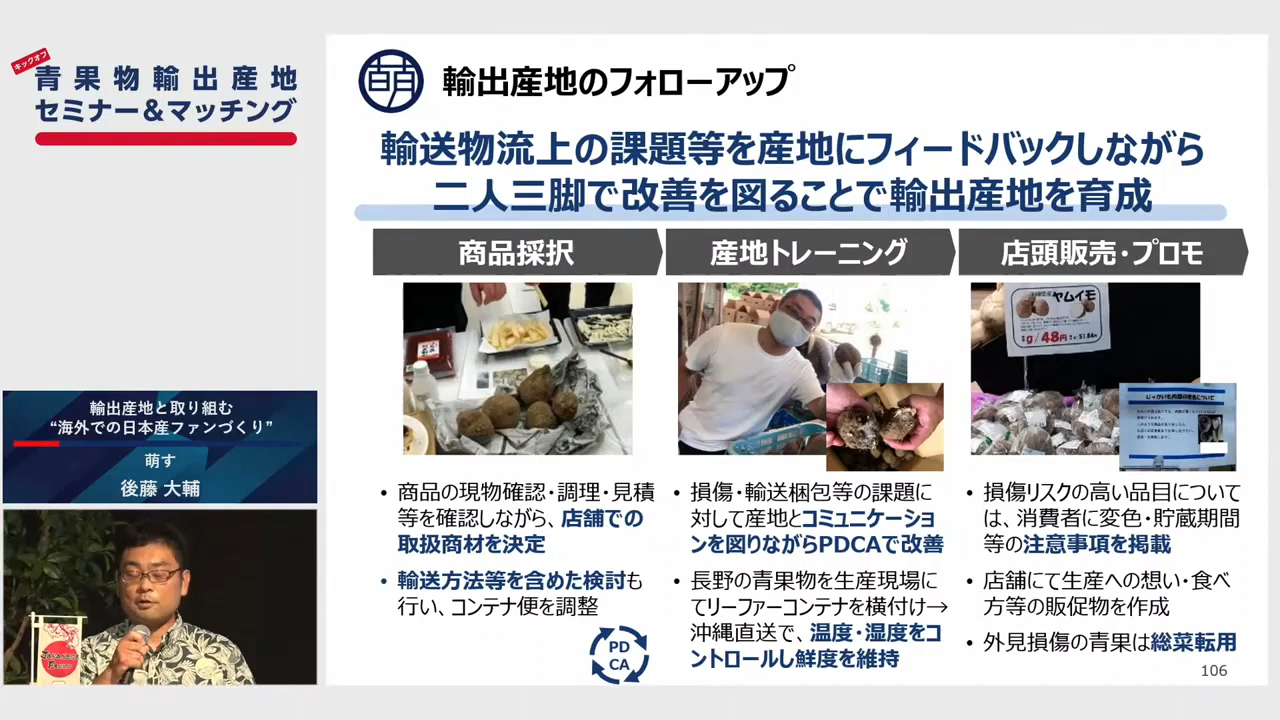 キックオフ
青果物輸出産地
セミナー＆マッチング
萌
輸出産地のフォローアップ
輸送物流上の課題等を産地にフィードバックしながら
二人三脚で改善を図ることで輸出産地を育成
商品採択
産地トレーニング
店頭販売・プロモ
ヤムイモ
g/48円
じゃがいも内部の変色について
・商品の現物確認・調理・見積
等を確認しながら、店舗での
取扱商材を決定
・輸送方法等を含めた検討も
行い、コンテナ便を調整
PD
CA
・損傷・輸送梱包等の課題に
対して産地とコミュニケーショ
ンを図りながらPDCAで改善
・長野の青果物を生産現場に
てリーファーコンテナを横付け→
沖縄直送で、温度・湿度をコ
ントロールし鮮度を維持
・損傷リスクの高い品目について
は、消費者に変色・貯蔵期間
等の注意事項を掲載
・店舗にて生産への想い・食べ
方等の販促物を作成
・外見損傷の青果は総菜転用
106
輸出産地と取り組む
“海外での日本産ファンづくり”
萌す
後藤 大輔